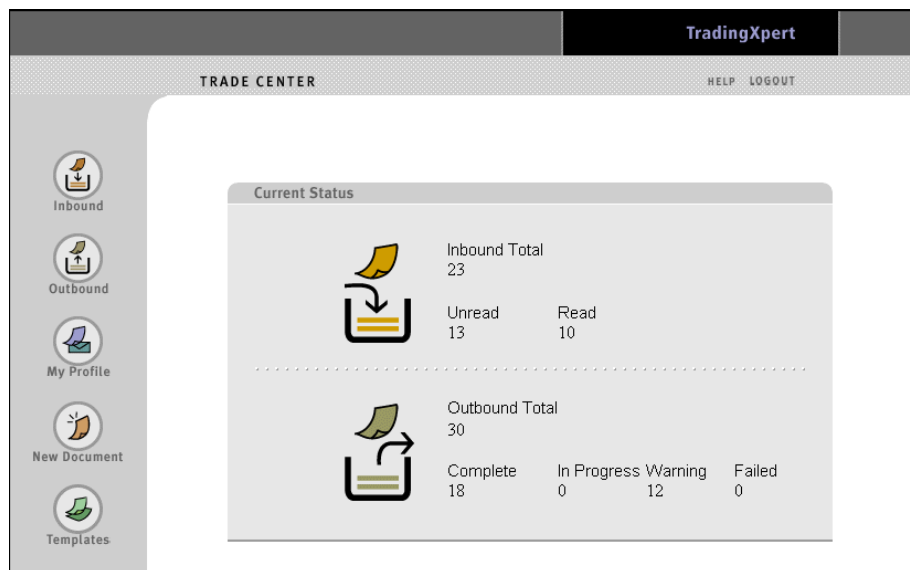 TradingXpert
TRADE CENTER
HELP LOGOUT
Inbound
Outbound
My Profile
New Document
Templates
Current Status
Inbound Total
23
Unread Read
13 10
Outbound Total
30
Complete In Progress Warning Failed
18 0 12 0